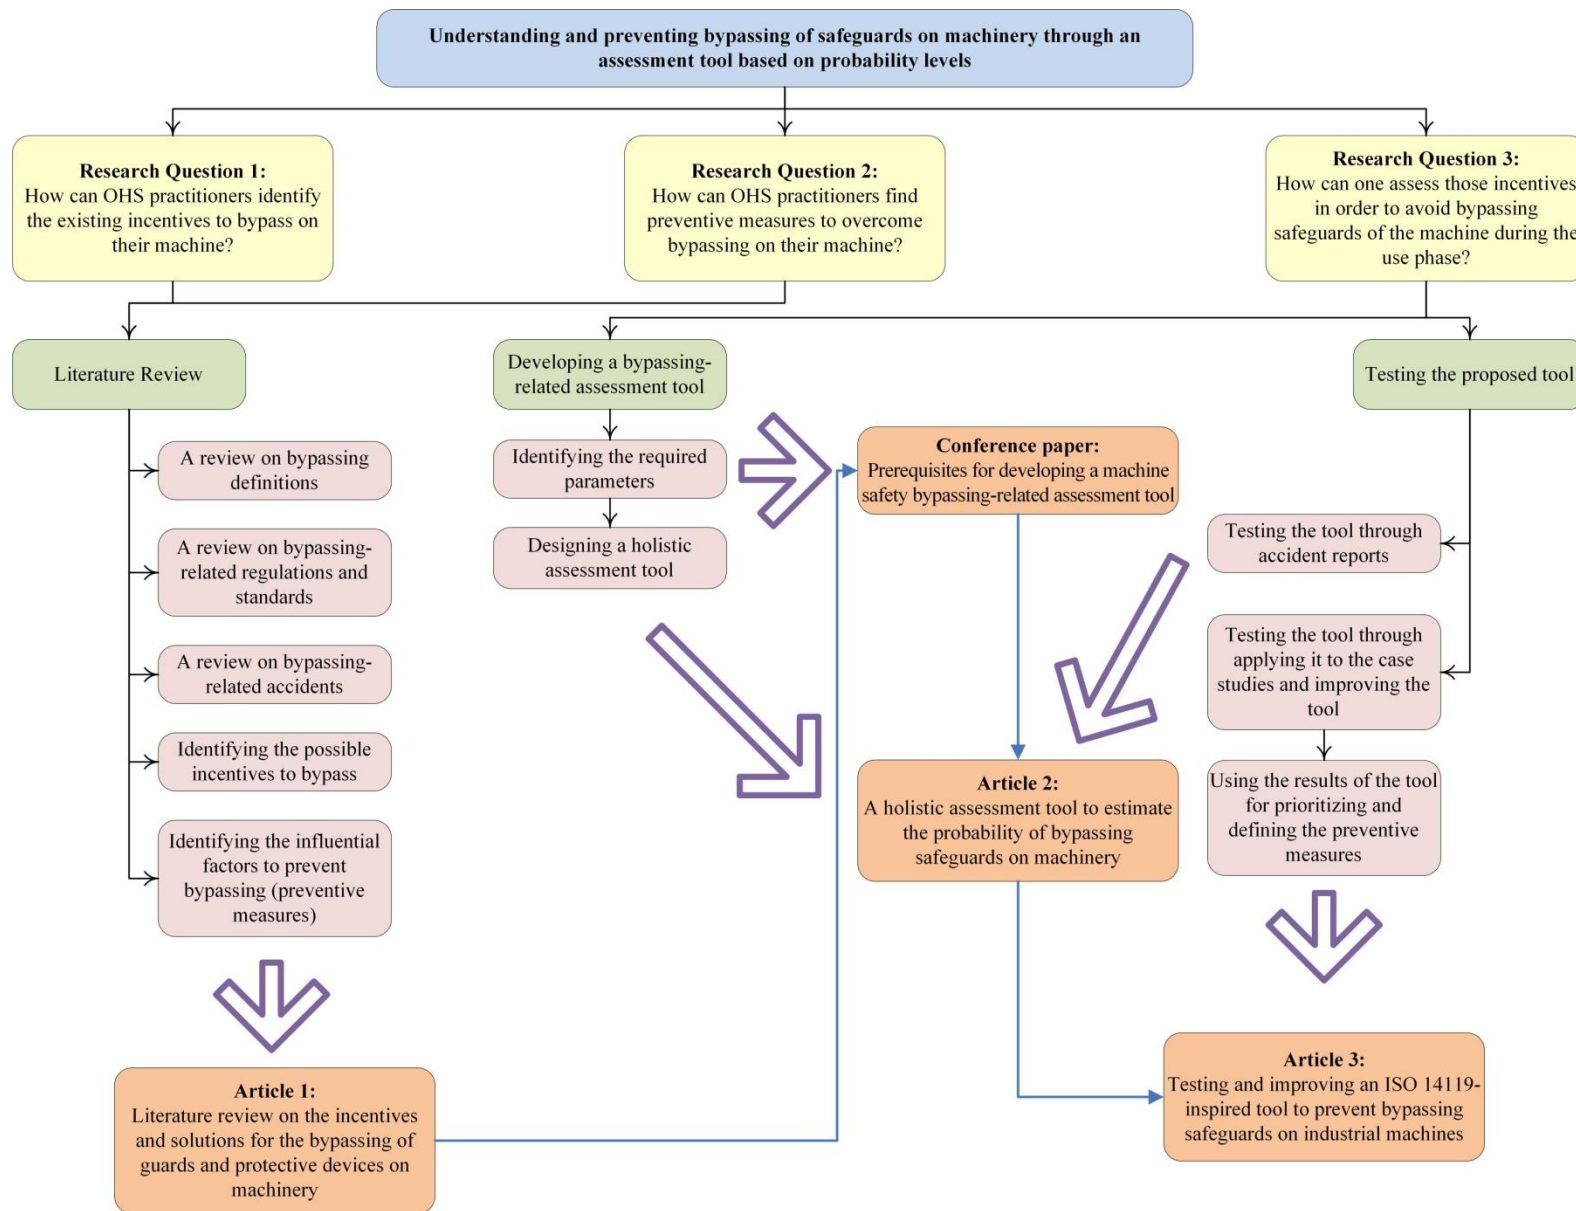 Understanding and preventing bypassing of safeguards on machinery through an
assessment tool based on probability levels
Research Question 1:
How can OHS practitioners identify
the existing incentives to bypass on
their machine?
Research Question 2:
How can OHS practitioners find
preventive measures to overcome
bypassing on their machine?
Research Question 3:
How can one assess those incentives
in order to avoid bypassing
safeguards of the machine during the
use phase?
Literature Review
A review on bypassing
definitions
A review on bypassing-
related regulations and
standards
A review on bypassing-
related accidents
Identifying the possible
incentives to bypass
Identifying the influential
factors to prevent
bypassing (preventive
measures)
Article 1:
Literature review on the incentives
and solutions for the bypassing of
guards and protective devices on
machinery
Developing a bypassing-
related assessment tool
Identifying the required
parameters
Designing a holistic
assessment tool
Conference paper:
Prerequisites for developing a machine
safety bypassing-related assessment tool
Article 2:
A holistic assessment tool to estimate
the probability of bypassing
safeguards on machinery
Testing the proposed tool
Testing the tool through
accident reports
Testing the tool through
applying it to the case
studies and improving the
tool
Using the results of the tool
for prioritizing and
defining the preventive
measures
Article 3:
Testing and improving an ISO 14119-
inspired tool to prevent bypassing
safeguards on industrial machines